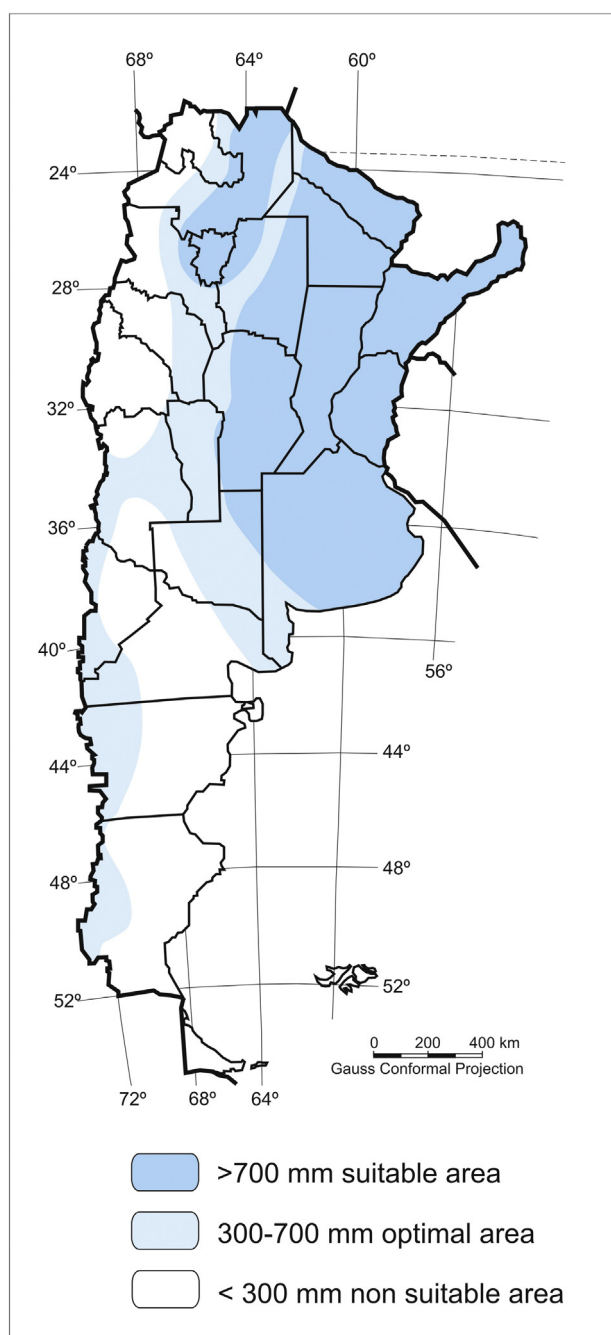 68º 64º 60º
24º
28º
32º
36º
40º
56º
44º 44º
48º 48º
52º 52º
0 200 400 km
Gauss Conformal Projection
72º 68º 64º
>700 mm suitable area
300-700 mm optimal area
< 300 mm non suitable area